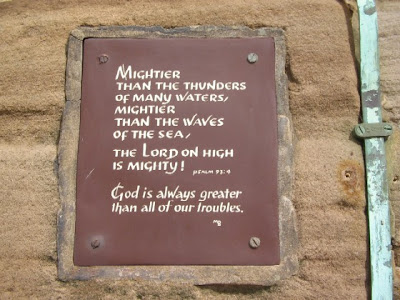 Mightier
than the thunders
of many waters,
mightier
than the waves
of the sea,
the Lord on high
is mighty!
psalm 93:4
God is always greater
than all of our troubles.